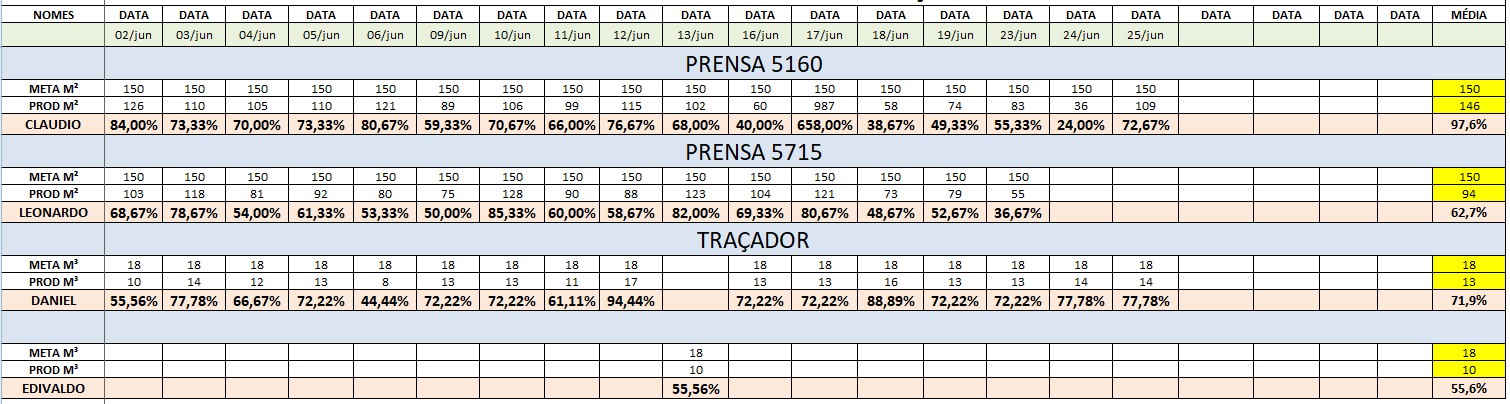 NOMES DATA DATA DATA DATA DATA DATA DATA DATA DATA DATA DATA DATA DATA DATA DATA DATA DATA DATA DATA DATA DATA MÉDIA
02/jun 03/jun 04/jun 05/jun 06/jun 09/jun 10/jun 11/jun 12/jun 13/jun 16/jun 17/jun 18/jun 19/jun 23/jun 24/jun 25/jun
PRENSA 5160
META M² 150 150 150 150 150 150 150 150 150 150 150 150 150 150 150 150 150 150
PROD M² 126 110 105 110 121 89 106 99 115 102 60 987 58 74 83 36 109 146
CLAUDIO 84,00% 73,33% 70,00% 73,33% 80,67% 59,33% 70,67% 66,00% 76,67% 68,00% 40,00% 658,00% 38,67% 49,33% 55,33% 24,00% 72,67% 97,6%
PRENSA 5715
META M² 150 150 150 150 150 150 150 150 150 150 150 150 150 150 150 150
PROD M² 103 118 81 92 80 75 128 90 88 123 104 121 73 79 55 94
LEONARDO 68,67% 78,67% 54,00% 61,33% 53,33% 50,00% 85,33% 60,00% 58,67% 82,00% 69,33% 80,67% 48,67% 52,67% 36,67% 62,7%
TRAÇADOR
META M³ 18 18 18 18 18 18 18 18 18 18 18 18 18 18 18 18 18
PROD M³ 10 14 12 13 8 13 13 11 17 13 13 16 13 13 14 14 13
DANIEL 55,56% 77,78% 66,67% 72,22% 44,44% 72,22% 72,22% 61,11% 94,44% 72,22% 72,22% 88,89% 72,22% 72,22% 77,78% 77,78% 71,9%
META M³ 18 18
PROD M³ 10 10
EDIVALDO 55,56% 55,6%